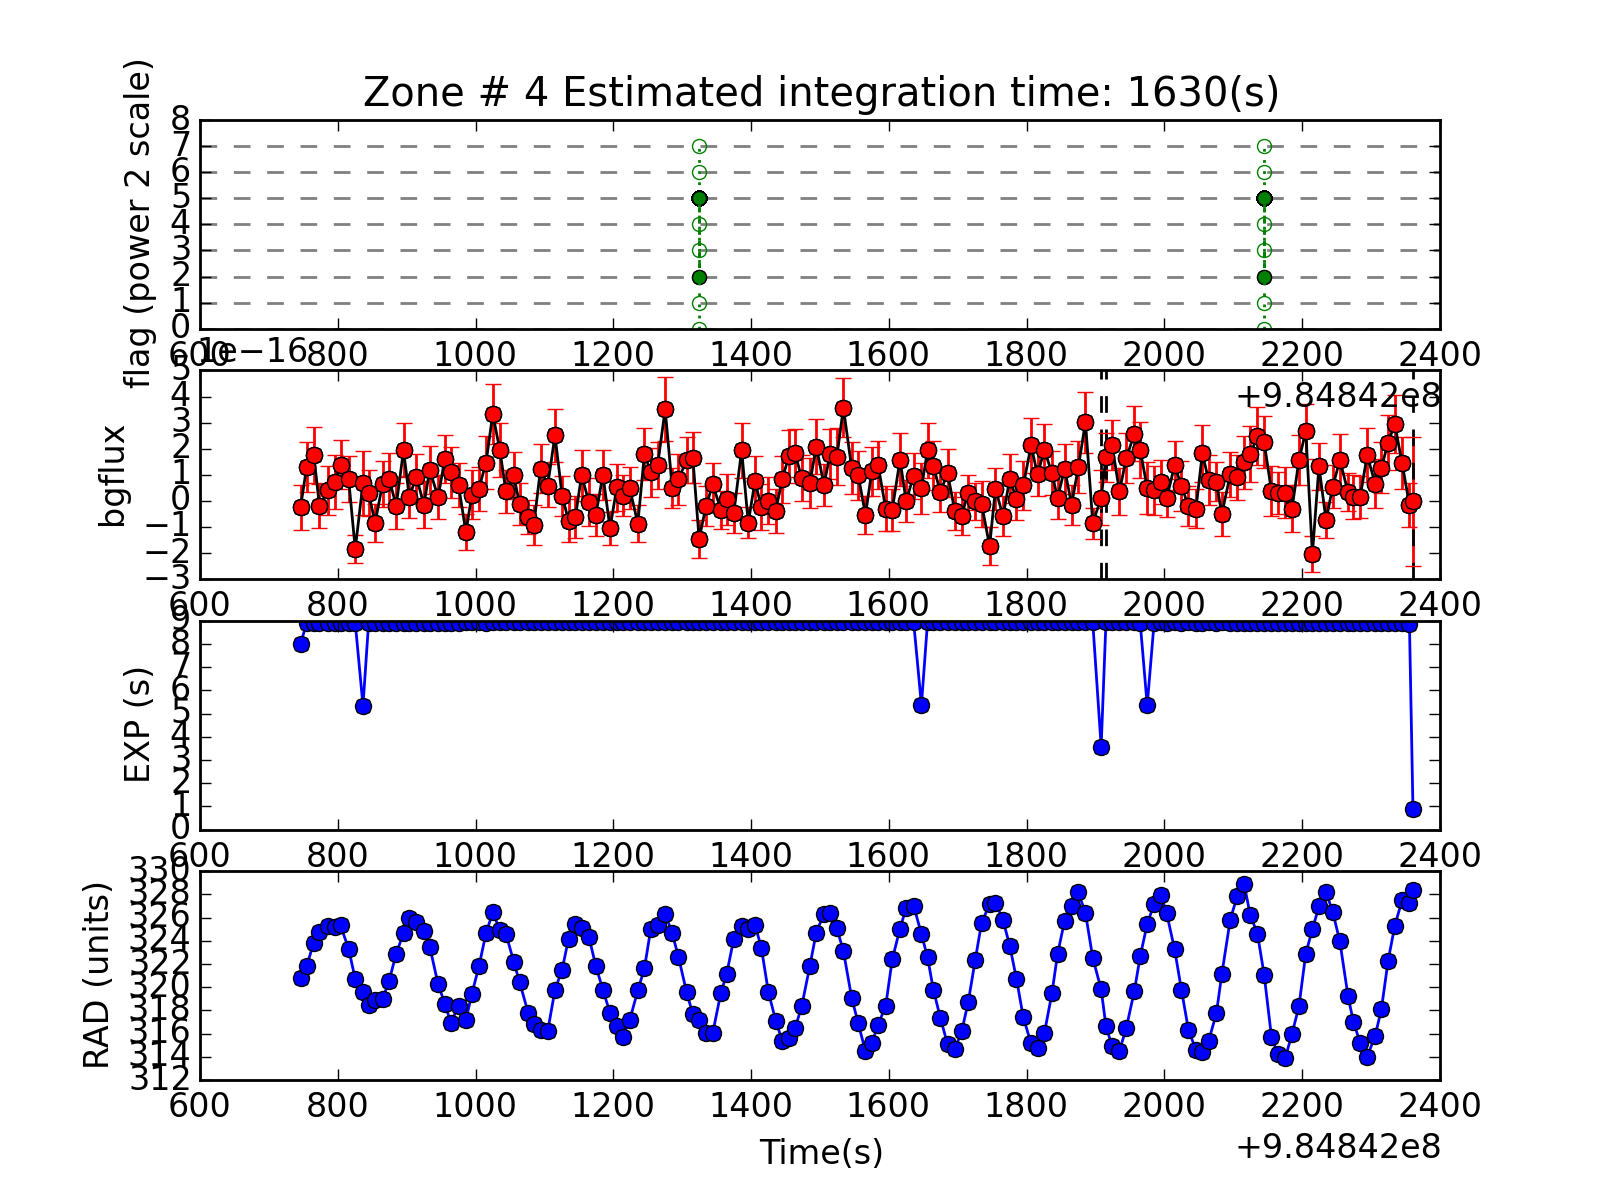 Zone # 4 Estimated integration time: 1630(s)
flag (power 2 scale)
8
7
6
5
4
3
2
1
0
600 800 1000 1200 1400 1600 1800 2000 2200 2400
1e−16
+9.84842e8
bgflux
5
4
3
2
1
0
−1
−2
−3
600 800 1000 1200 1400 1600 1800 2000 2200 2400
EXP (s)
9
8
7
6
5
4
3
2
1
0
600 800 1000 1200 1400 1600 1800 2000 2200 2400
RAD (units)
330
328
326
324
322
320
318
316
314
312
600 800 1000 1200 1400 1600 1800 2000 2200 2400
Time(s)
+9.84842e8